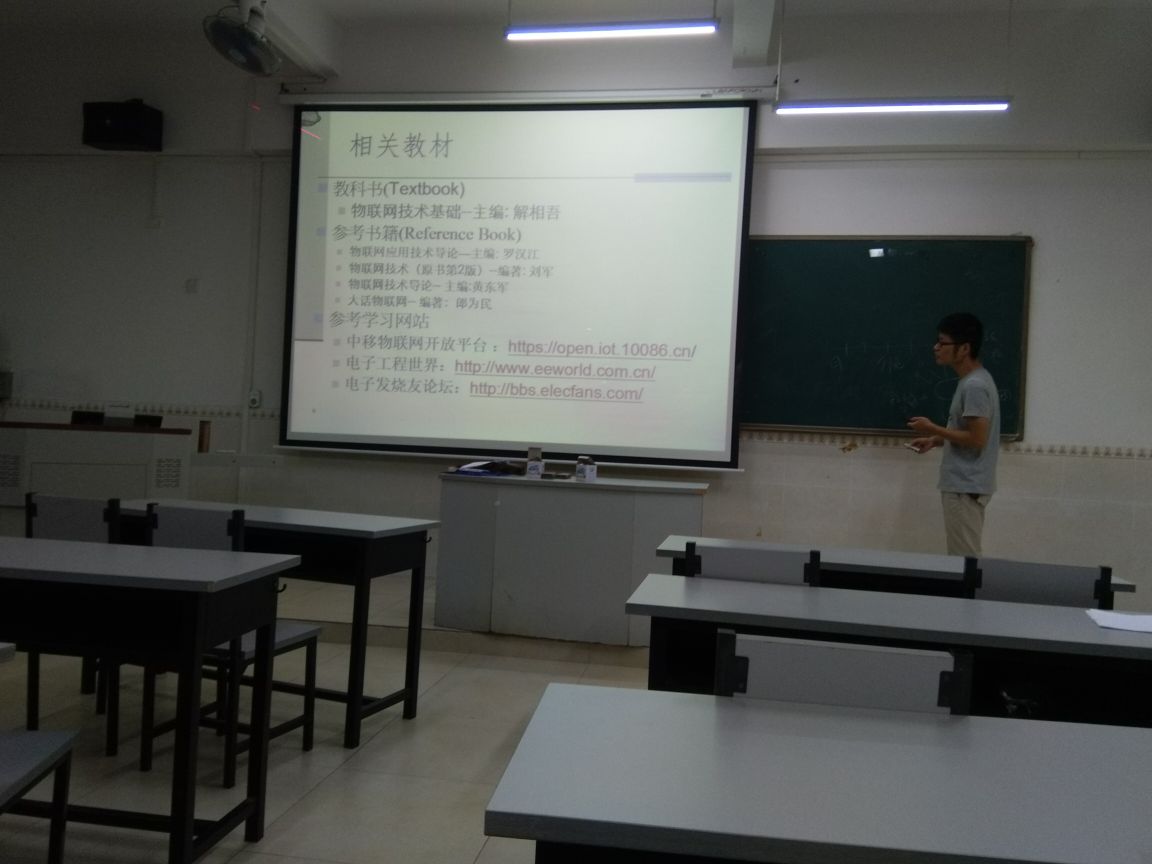 相关教材
教科书(Textbook)
物联网技术基础–主编: 解相吾
参考书籍(Reference Book)
物联网应用技术导论—主编: 罗汉江
物联网技术（原书第2版）–编著: 刘军
物联网技术导论– 主编:黄东军
大话物联网– 编著： 郎为民
参考学习网站
中移物联网开放平台 ：https://open.iot.10086.cn/
电子工程世界：http://www.eeworld.com.cn/
电子发烧友论坛：http://bbs.elecfans.com/